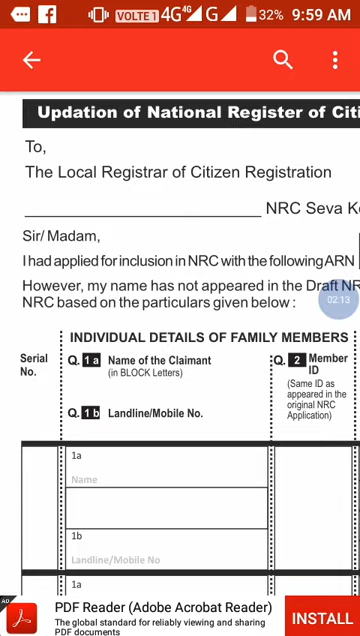 VOLTE 1 4G 4G G 32% 9:59 AM
Updation of National Register of Citi
To,
The Local Registrar of Citizen Registration
NRC Seva Ke
Sir/ Madam,
I had applied for inclusion in NRC with the following ARN
However, my name has not appeared in the Draft NR
NRC based on the particulars given below :
02:13
INDIVIDUAL DETAILS OF FAMILY MEMBERS
Serial No.
Q. 1a Name of the Claimant
(in BLOCK Letters)
Q. 1b Landline/Mobile No.
Q. 2 Member ID
(Same ID as
appeared in the
original NRC
Application)
1a
Name
1b
Landline/Mobile No
1a
AD
PDF Reader (Adobe Acrobat Reader)
The global standard for reliably viewing and sharing
PDF documents
INSTALL